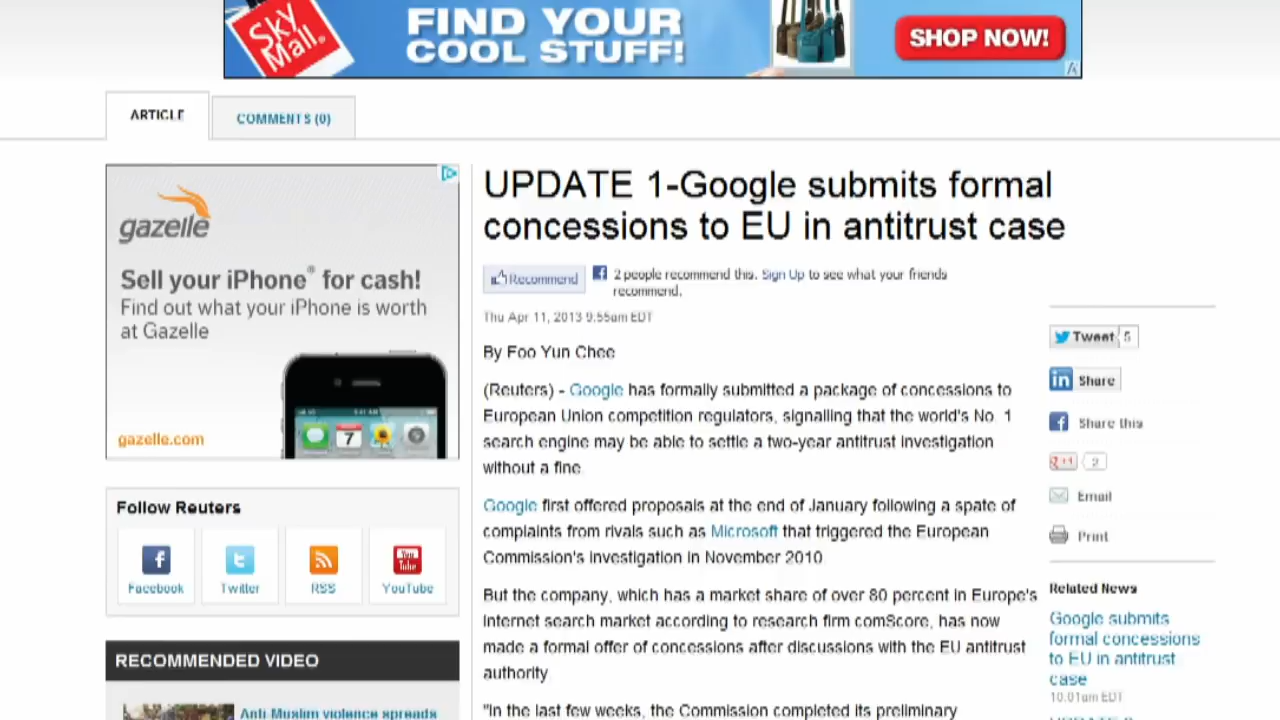 Sky
Mall
FIND YOUR
COOL STUFF!
SHOP NOW!
ARTICLE
COMMENTS (0)
gazelle
Sell your iPhone® for cash!
Find out what your iPhone is worth
at Gazelle
gazelle.com
Follow Reuters
Facebook
Twitter
RSS
YouTube
RECOMMENDED VIDEO
Anti Muslim violence spreads
UPDATE 1-Google submits formal
concessions to EU in antitrust case
Recommend
2 people recommend this. Sign Up to see what your friends
recommend.
Thu Apr 11, 2013 9:55am EDT
By Foo Yun Chee
(Reuters) - Google has formally submitted a package of concessions to
European Union competition regulators, signalling that the world's No. 1
search engine may be able to settle a two-year antitrust investigation
without a fine
Google first offered proposals at the end of January following a spate of
complaints from rivals such as Microsoft that triggered the European
Commission's investigation in November 2010
But the company, which has a market share of over 80 percent in Europe's
Internet search market according to research firm comScore, has now
made a formal offer of concessions after discussions with the EU antitrust
authority
"In the last few weeks, the Commission completed its preliminary
Tweet 5
Share
Share this
+1 2
Email
Print
Related News
Google submits
formal concessions
to EU in antitrust
case
10:01am EDT